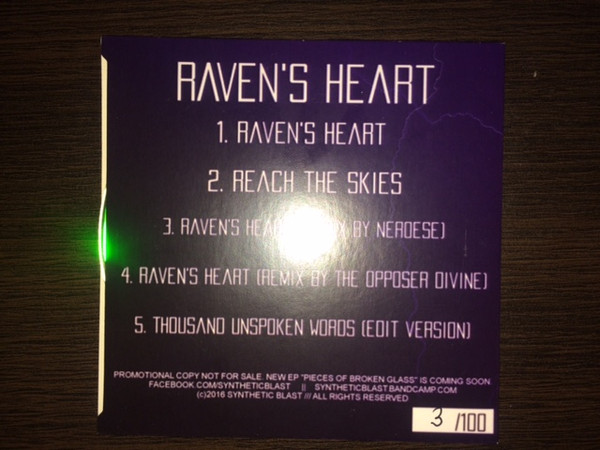 RAVEN'S HEART
1. RAVEN'S HEART
2. REACH THE SKIES
3. RAVEN'S BY NERDESE)
4. RAVEN'S HEART (REMIX BY THE OPPOSER DIVINE)
5. THOUSAND UNSPOKEN WORDS (EDIT VERSION)
PROMOTIONAL COPY NOT FOR SALE. NEW EP "PIECES OF BROKEN GLASS" IS COMING SOON
FACEBOOK.COM/SYNTHETICBLAST || SYNTHETICBLAST.BANDCAMP.COM
(c)2016 SYNTHETIC BLAST /// ALL RIGHTS RESERVED
3 /100